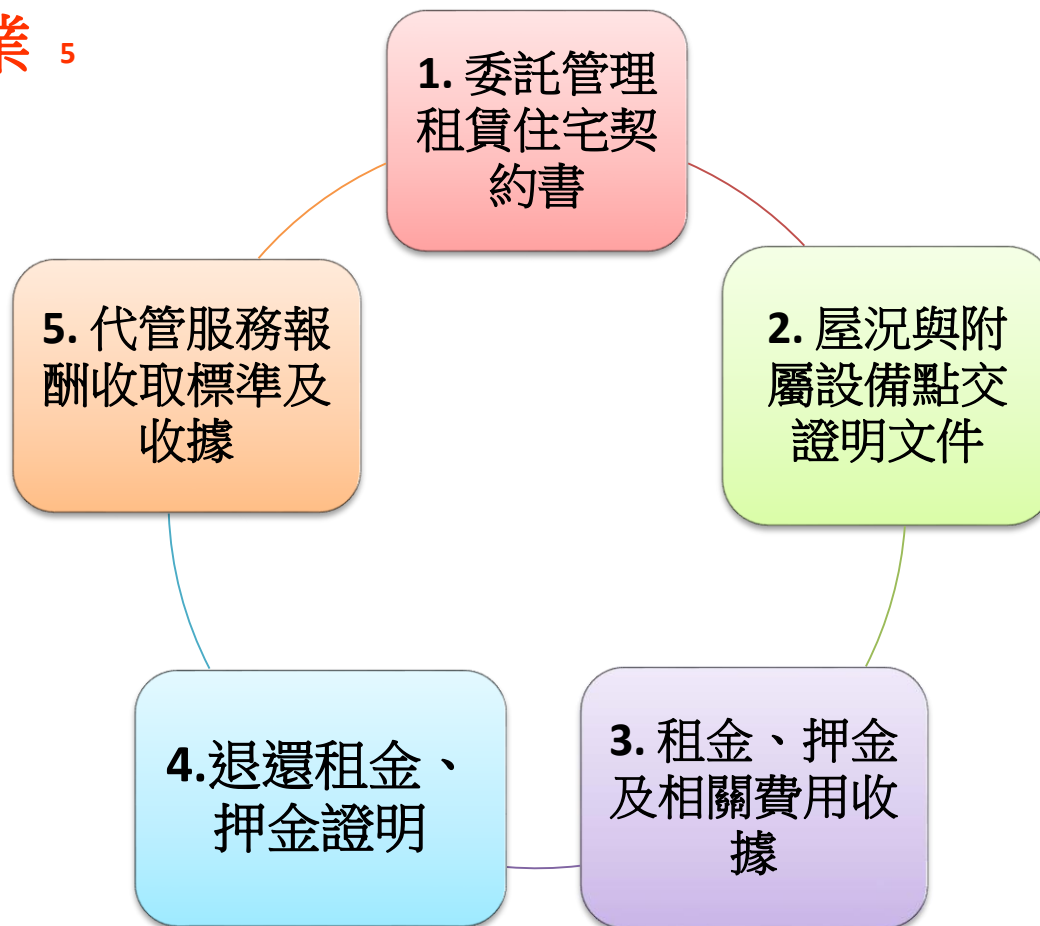 業 5
1. 委託管理
租賃住宅契
約書
2. 屋況與附
屬設備點交
證明文件
3. 租金、押金
及相關費用收
據
4.退還租金、
押金證明
5. 代管服務報
酬收取標準及
收據